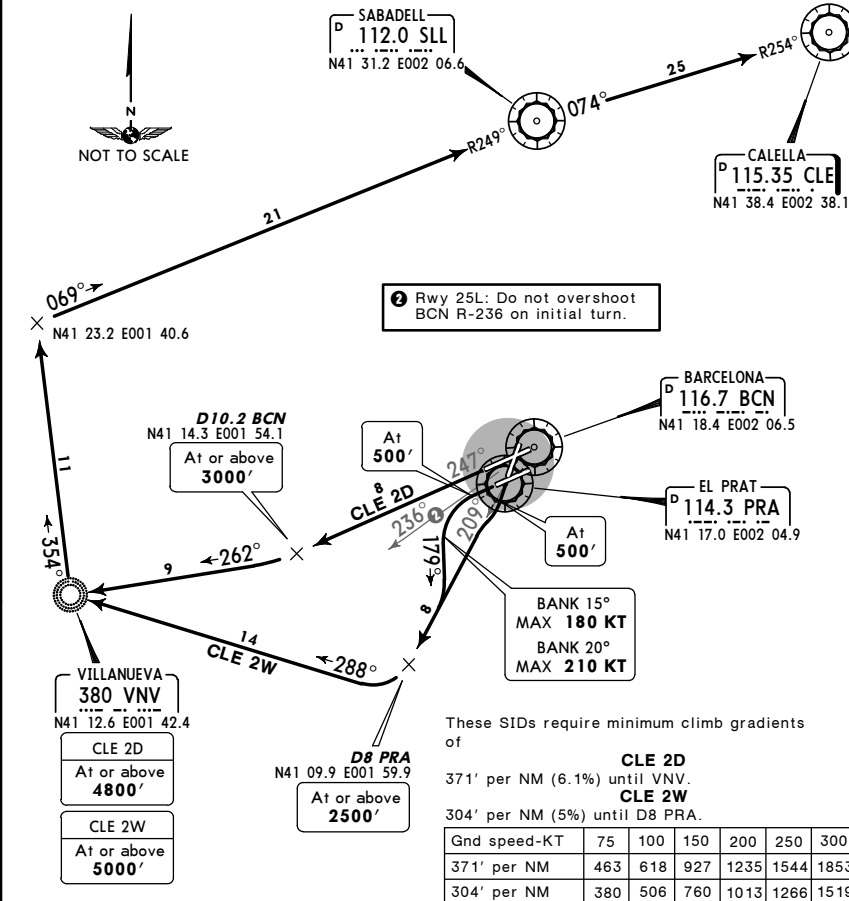 SABADELL
D 112.0 SLL
N41 31.2 E002 06.6
N
NOT TO SCALE
R249°
074°
25
R254°
CALELLA
D 115.35 CLE
N41 38.4 E002 38.1
21
069°
N41 23.2 E001 40.6
❷ Rwy 25L: Do not overshoot
BCN R-236 on initial turn.
D10.2 BCN
N41 14.3 E001 54.1
At or above
3000′
At
500′
BARCELONA
D 116.7 BCN
N41 18.4 E002 06.5
EL PRAT
D 114.3 PRA
N41 17.0 E002 04.9
247°
8
CLE 2D
236° ❷
209°
179°
At
500′
11
354°
262°
9
BANK 15°
MAX 180 KT
BANK 20°
MAX 210 KT
8
14
CLE 2W
288°
VILLANUEVA
380 VNV
N41 12.6 E001 42.4
CLE 2D
At or above
4800′
CLE 2W
At or above
5000′
D8 PRA
N41 09.9 E001 59.9
At or above
2500′
These SIDs require minimum climb gradients
of
CLE 2D
371′ per NM (6.1%) until VNV.
CLE 2W
304′ per NM (5%) until D8 PRA.
Gnd speed-KT 75 100 150 200 250 300
371′ per NM 463 618 927 1235 1544 1853
304′ per NM 380 506 760 1013 1266 1519